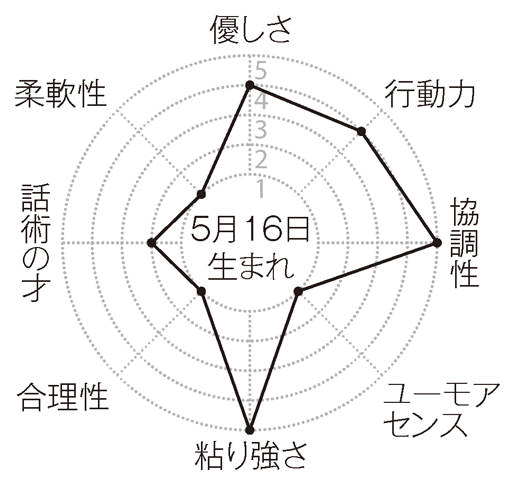 優しさ
柔軟性
行動力
5
4
3
2
1
話術の才
5月16日
生まれ
協調性
合理性
ユーモア
センス
粘り強さ